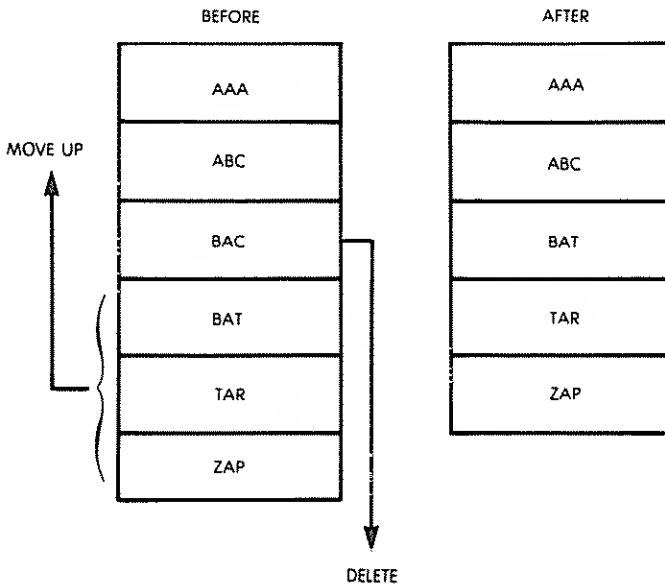 BEFORE
AAA
ABC
BAC
BAT
TAR
ZAP
MOVE UP
DELETE
AFTER
AAA
ABC
BAT
TAR
ZAP